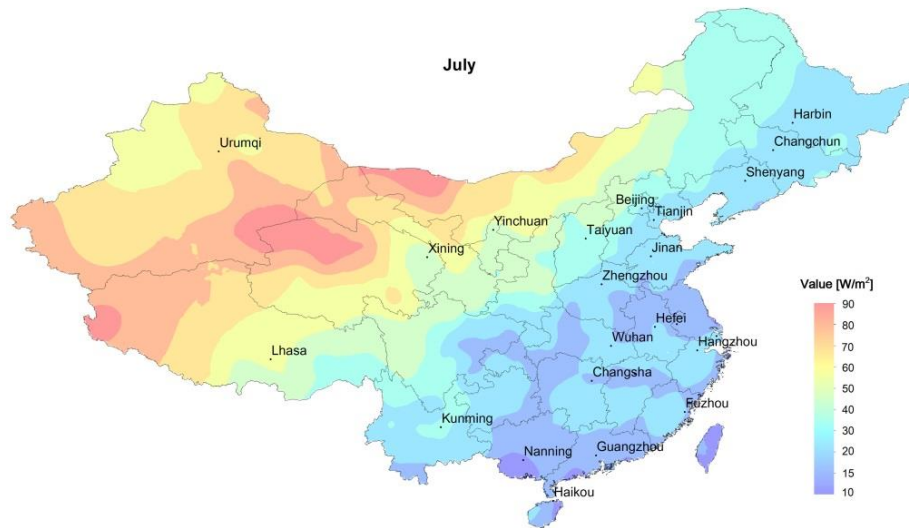 July
Harbin
Urumqi
Changchun
Shenyang
Beijing
Tianjin
Yinchuan
Taiyuan
Xining
Jinan
Zhengzhou
Value [W/m²]
90
80
70
60
50
40
30
20
15
10
Hefei
Wuhan
Hangzhou
Lhasa
Changsha
Fuzhou
Kunming
Nanning
Guangzhou
Haikou